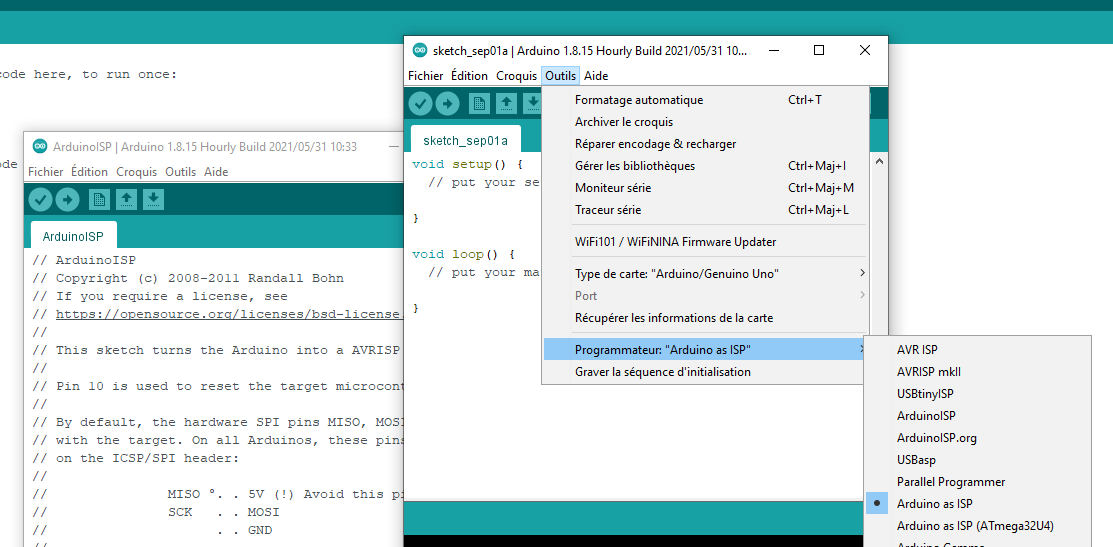 code here, to run once:
ode
ArduinoISP | Arduino 1.8.15 Hourly Build 2021/05/31 10:33
Fichier Édition Croquis Outils Aide
ArduinoISP
// ArduinoISP
// Copyright (c) 2008-2011 Randall Bohn
// If you require a license, see
// https://opensource.org/licenses/bsd-license.
//
// This sketch turns the Arduino into a AVRISP
//
// Pin 10 is used to reset the target microcont
//
// By default, the hardware SPI pins MISO, MOSI
// with the target. On all Arduinos, these pins
// on the ICSP/SPI header:
//
// MISO °. . 5V (!) Avoid this pi
// SCK . . MOSI
// . . GND
//
sketch_sep01a | Arduino 1.8.15 Hourly Build 2021/05/31 10...
Fichier Édition Croquis Outils Aide
sketch_sep01a
void setup() {
// put your se
}
void loop() {
// put your ma
}
Formatage automatique Ctrl+T
Archiver le croquis
Réparer encodage & recharger
Gérer les bibliothèques Ctrl+Maj+I
Moniteur série Ctrl+Maj+M
Traceur série Ctrl+Maj+L
WiFi101 / WiFiNINA Firmware Updater
Type de carte: "Arduino/Genuino Uno"
Port
Récupérer les informations de la carte
Programmateur: "Arduino as ISP"
Graver la séquence d'initialisation
AVR ISP
AVRISP mkII
USBtinyISP
ArduinoISP
ArduinoISP.org
USBasp
Parallel Programmer
Arduino as ISP
Arduino as ISP (ATmega32U4)